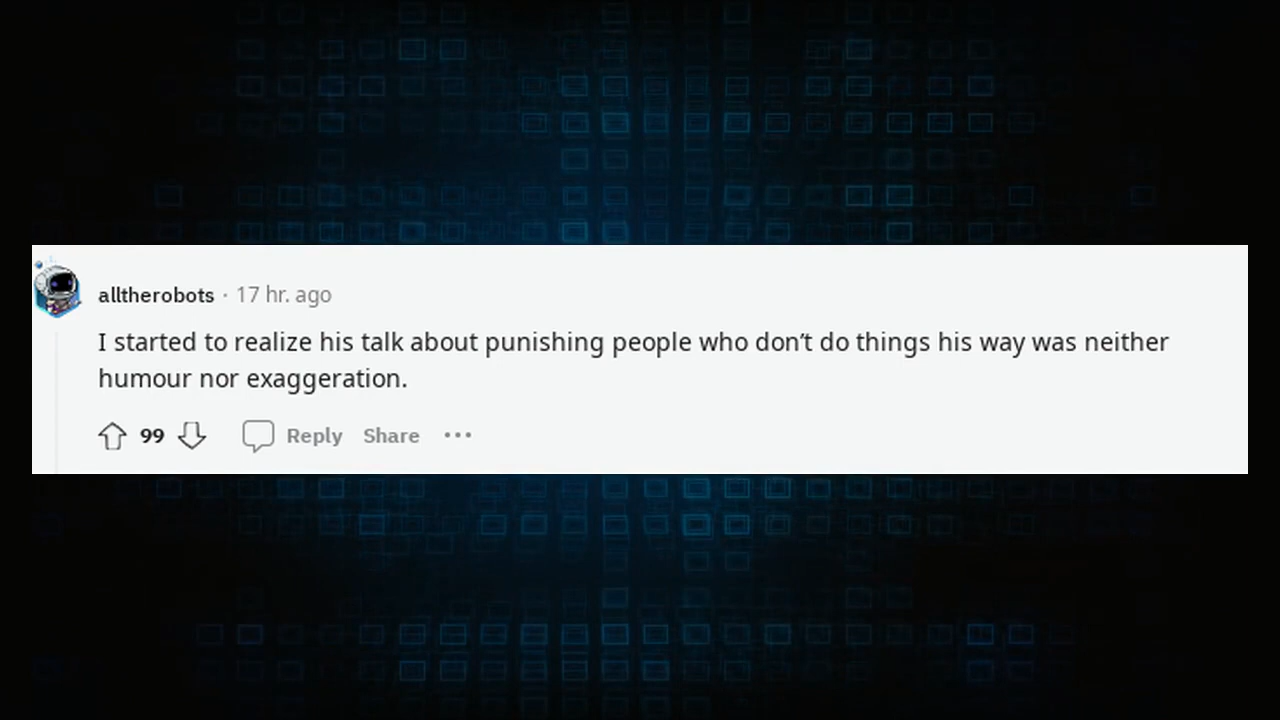 alltherobots · 17 hr. ago
I started to realize his talk about punishing people who don’t do things his way was neither
humour nor exaggeration.
99 Reply Share •••